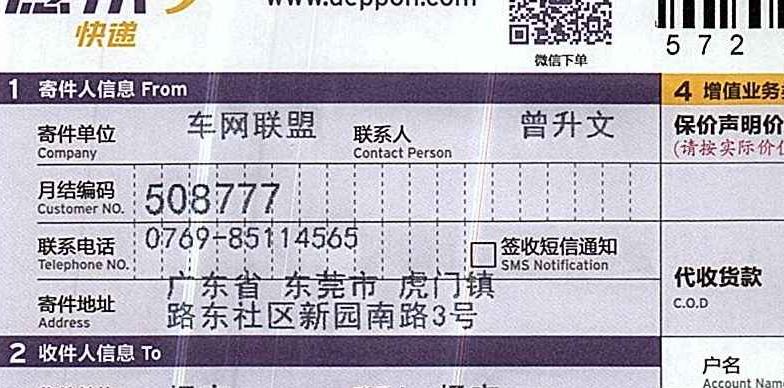 快递
www.deppon.com
微信下单
5 7 2
1 寄件人信息 From
4 增值业务
寄件单位 车网联盟 联系人 曾升文
Company Contact Person
保价声明价
(请按实际价
月结编码 508777
Customer NO.
联系电话 0769-85114565 签收短信通知
Telephone NO. SMS Notification
代收货款
C.O.D
寄件地址 广东省 东莞市 虎门镇
Address 路东社区新园南路3号
2 收件人信息 To
户名
Account Nam